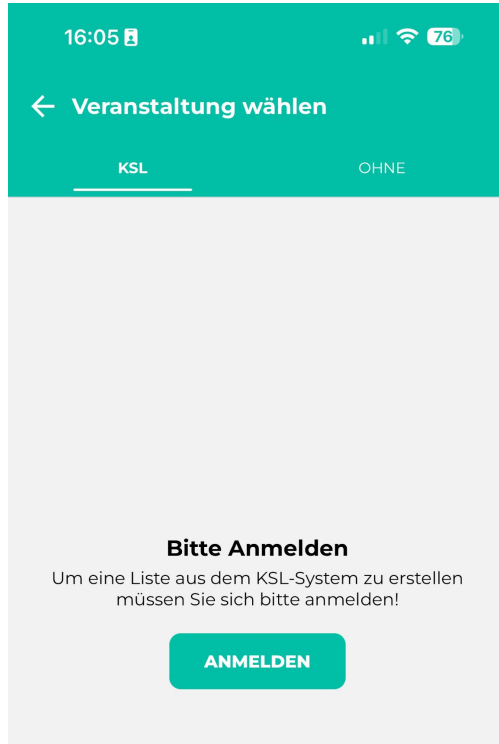 16:05 76
Veranstaltung wählen
KSL OHNE
Bitte Anmelden
Um eine Liste aus dem KSL-System zu erstellen
müssen Sie sich bitte anmelden!
ANMELDEN